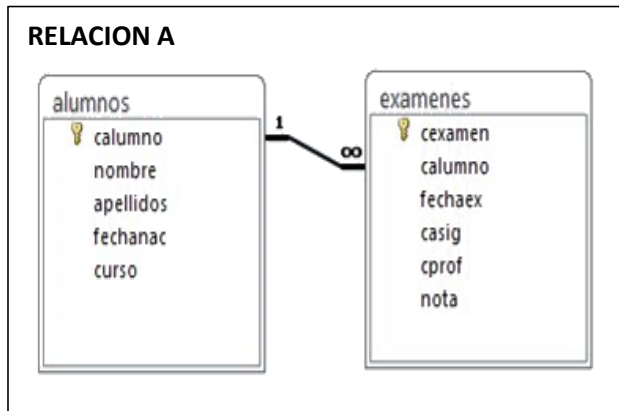 RELACION A
alumnos
calumno
nombre
apellidos
fechanac
curso
1
∞
examenes
cexamen
calumno
fechaex
casig
cprof
nota